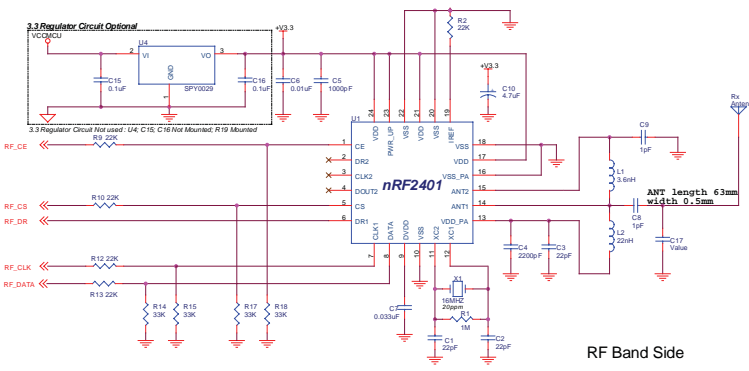 3.3 Regulator Circuit Optional
VCCMCU
U4
2 VI VO 3
GND
1
SPY0029
C15
0.1uF
C16
0.1uF
3.3 Regulator Circuit Not used : U4; C15; C16 Not Mounted; R19 Mounted
+V3.3
C6
0.01uF
C5
1000pF
R2
22K
+V3.3
C10
4.7uF
Rx
Anten
U1
24 23 22 21 20 19
VDD PWR_UP VSS VDD VSS IREF
nRF2401
RF_CE R9 22K 1 CE
2 DR2
3 CLK2
4 DOUT2
RF_CS R10 22K 5 CS
RF_DR 6 DR1
VSS 18
VDD 17
VSS_PA 16
ANT2 15
ANT1 14
VDD_PA 13
CLK1 DATA DVDD VSS XC2 XC1
7 8 9 10 11 12
C9
1pF
L1
3.6nH
ANT length 63mm
width 0.5mm
C8
1pF
L2
22nH
C17
Value
C4
2200pF
C3
22pF
RF_CLK R12 22K
RF_DATA
R13 22K
R14
33K
R15
33K
R17
33K
R18
33K
C7
0.033uF
X1
16MHZ
20ppm
R1
1M
C1
22pF
C2
22pF
RF Band Side